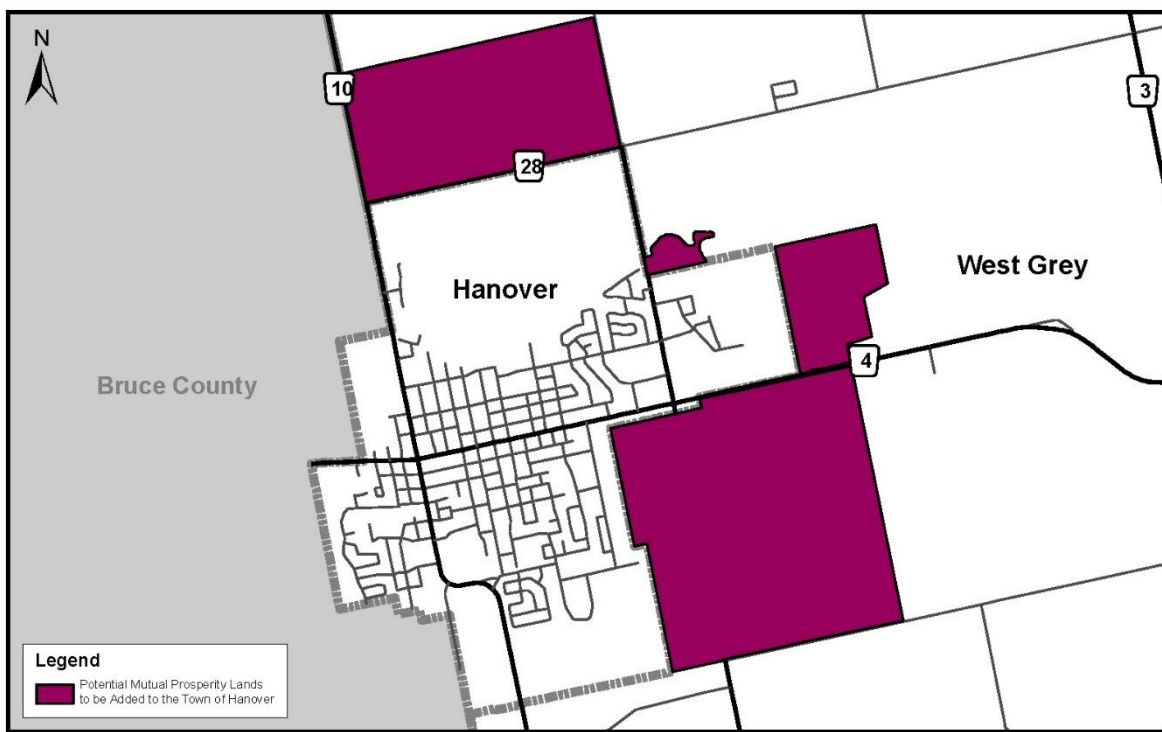 N
10
3
28
Hanover
West Grey
4
Bruce County
Legend
Potential Mutual Prosperity Lands
to be Added to the Town of Hanover